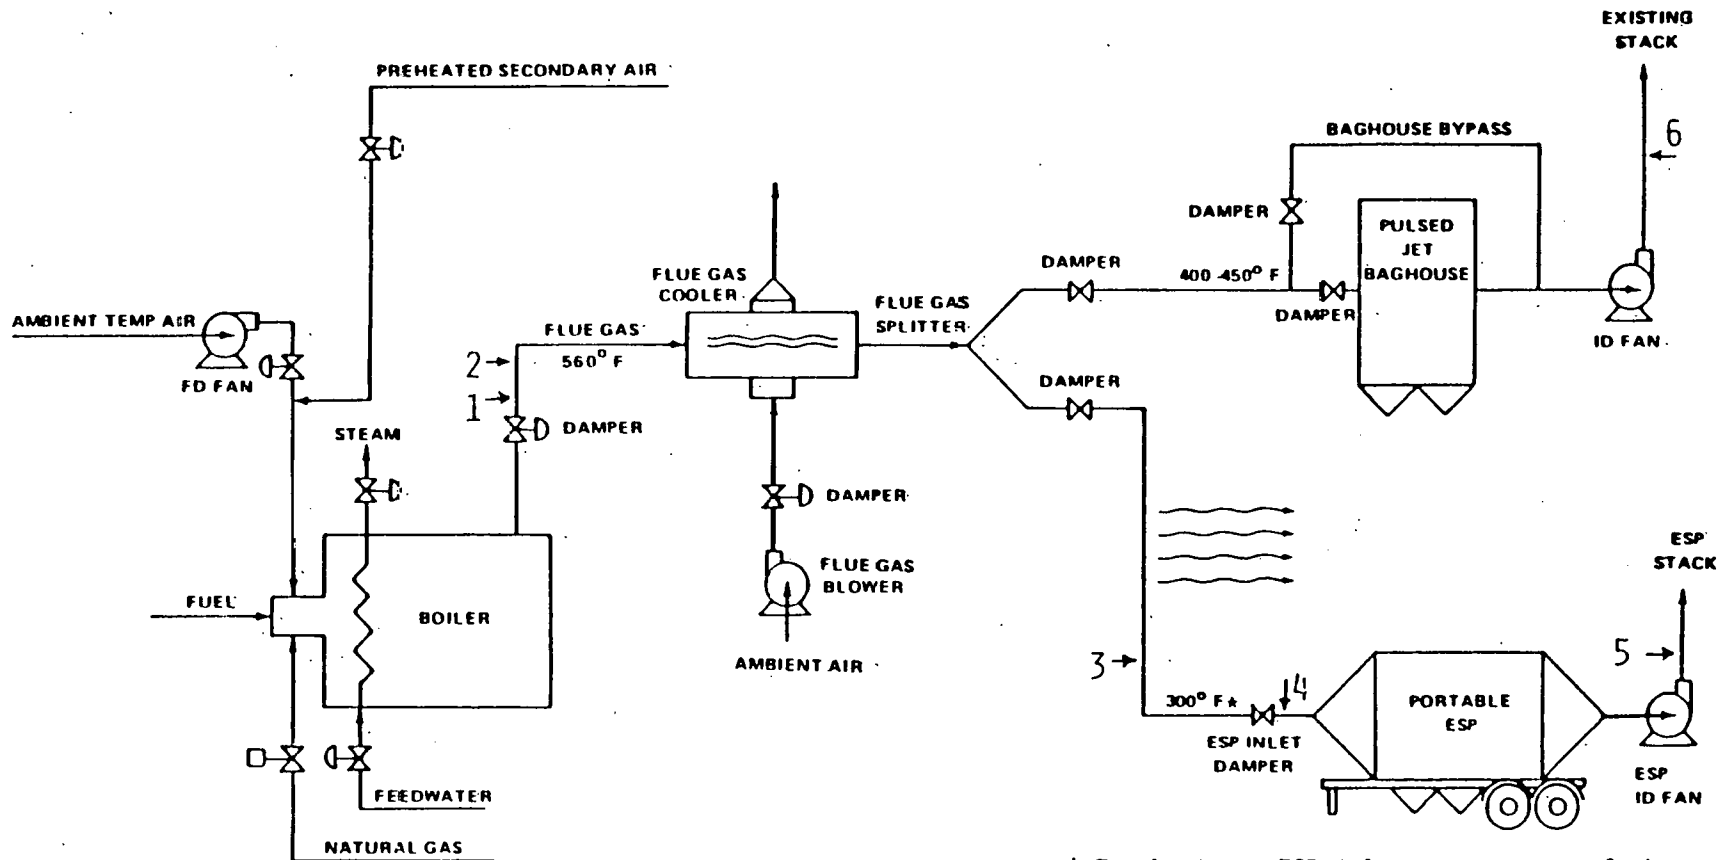 EXISTING
STACK
PREHEATED SECONDARY AIR
BAGHOUSE BYPASS
6
DAMPER
PULSED
JET
BAGHOUSE
DAMPER
400-450° F
FLUE GAS
COOLER
FLUE GAS
SPLITTER
AMBIENT TEMP AIR
FLUE GAS
560° F
DAMPER
ID FAN
FD FAN
2
1
DAMPER
DAMPER
STEAM
DAMPER
ESP
STACK
FLUE GAS
BLOWER
FUEL
BOILER
AMBIENT AIR
3
5
300° F*
4
PORTABLE
ESP
ESP INLET
DAMPER
ESP
ID FAN
FEEDWATER
NATURAL GAS